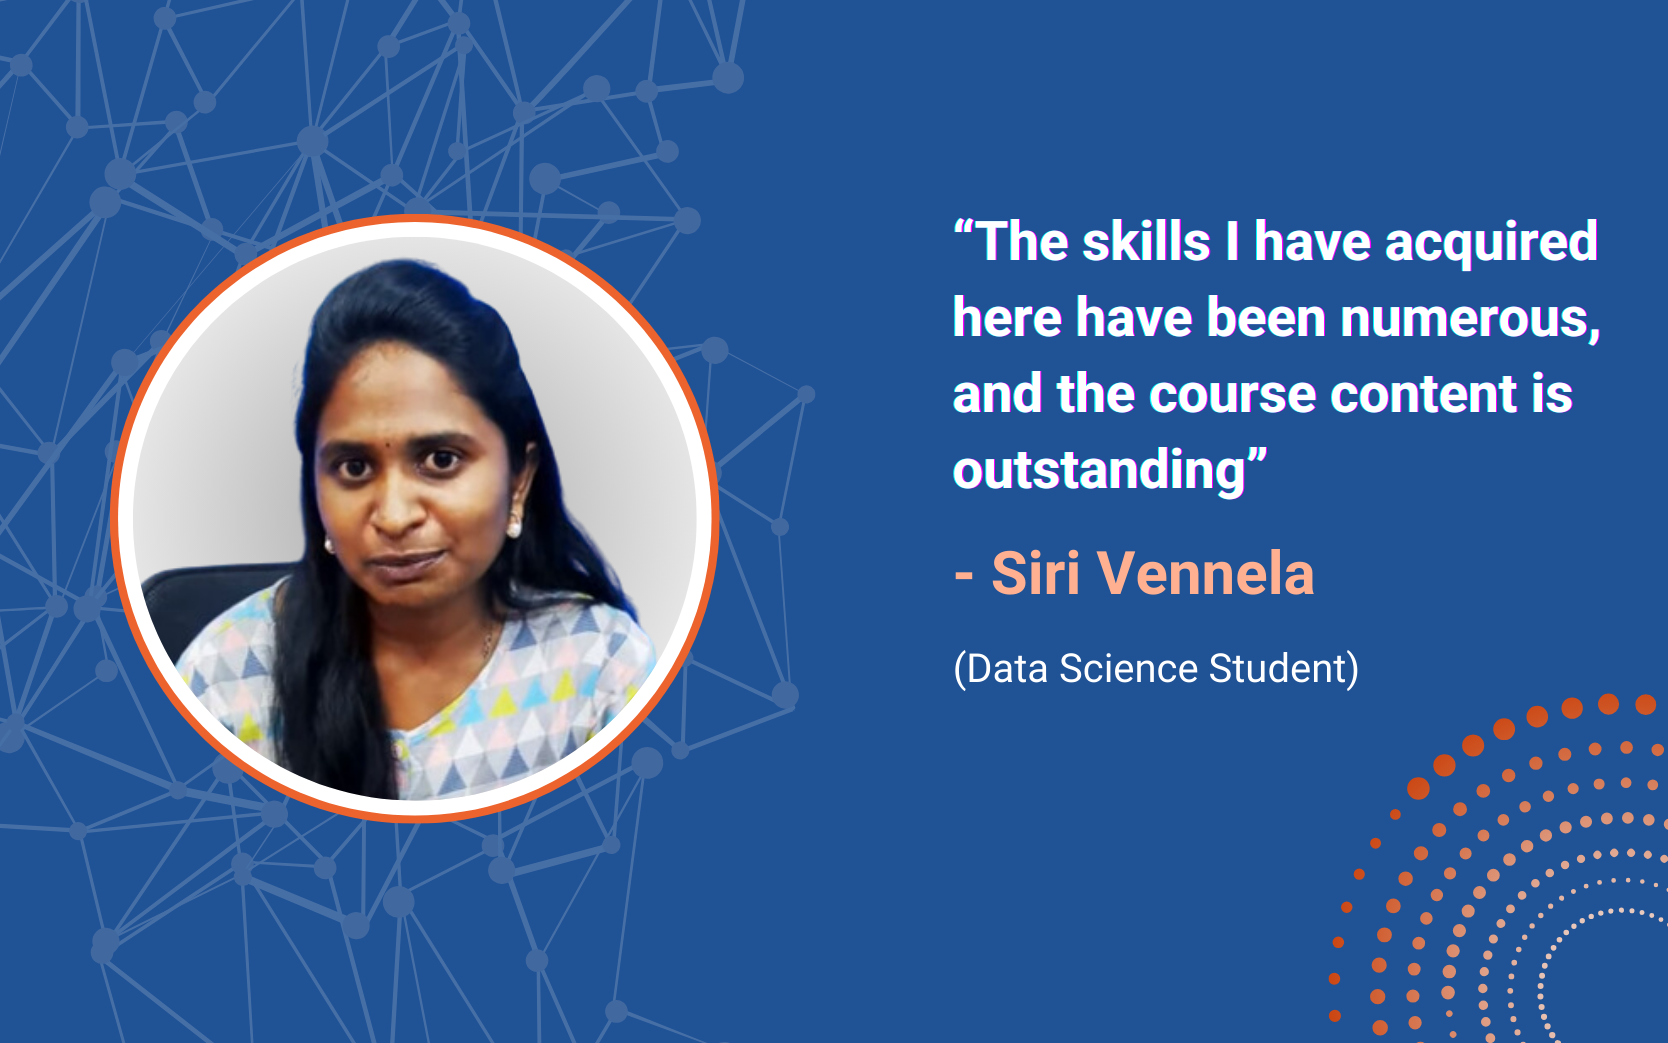 “The skills I have acquired
here have been numerous,
and the course content is
outstanding”
- Siri Vennela
(Data Science Student)